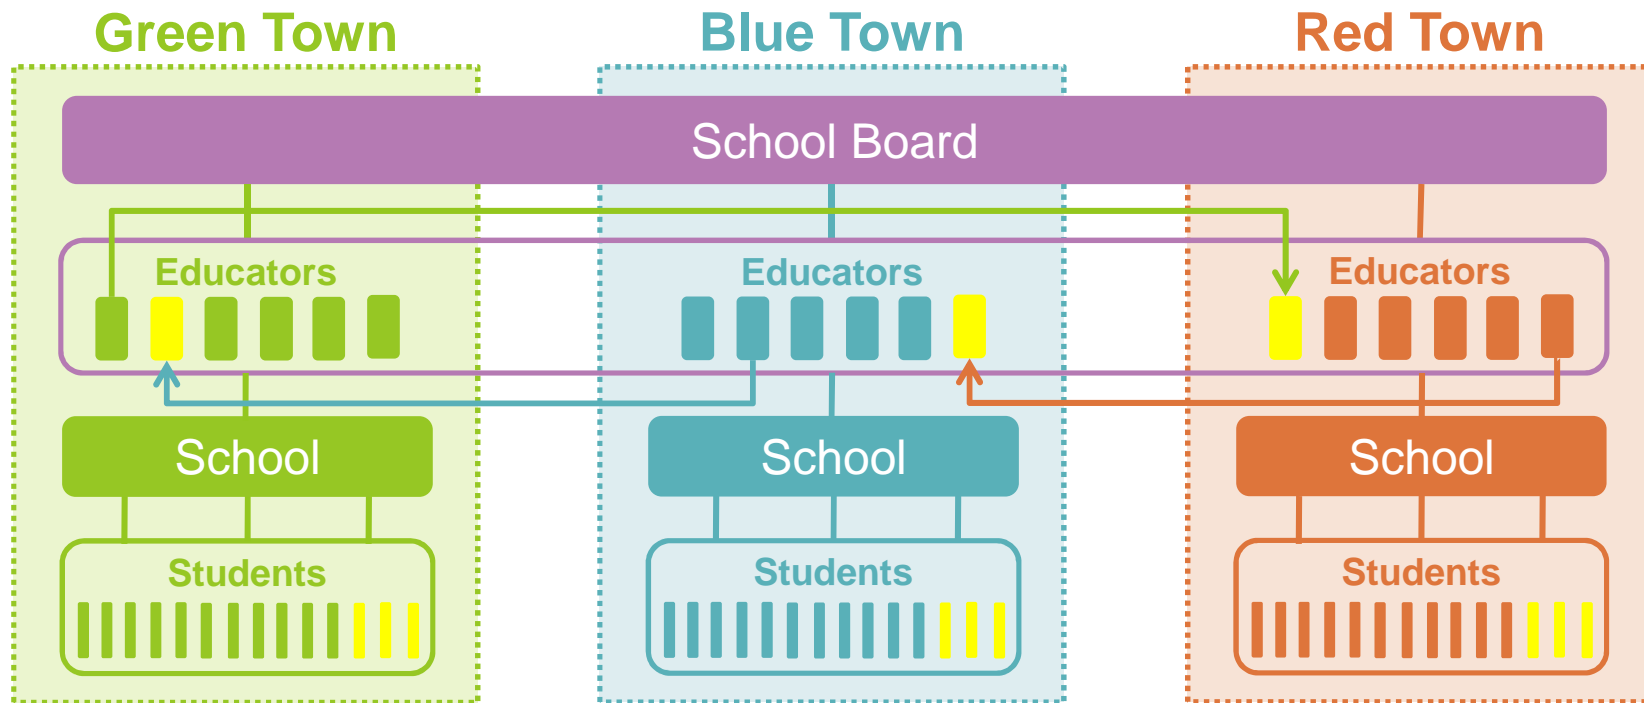 Green Town
Blue Town
Red Town
School Board
Educators
Educators
Educators
School
School
School
Students
Students
Students